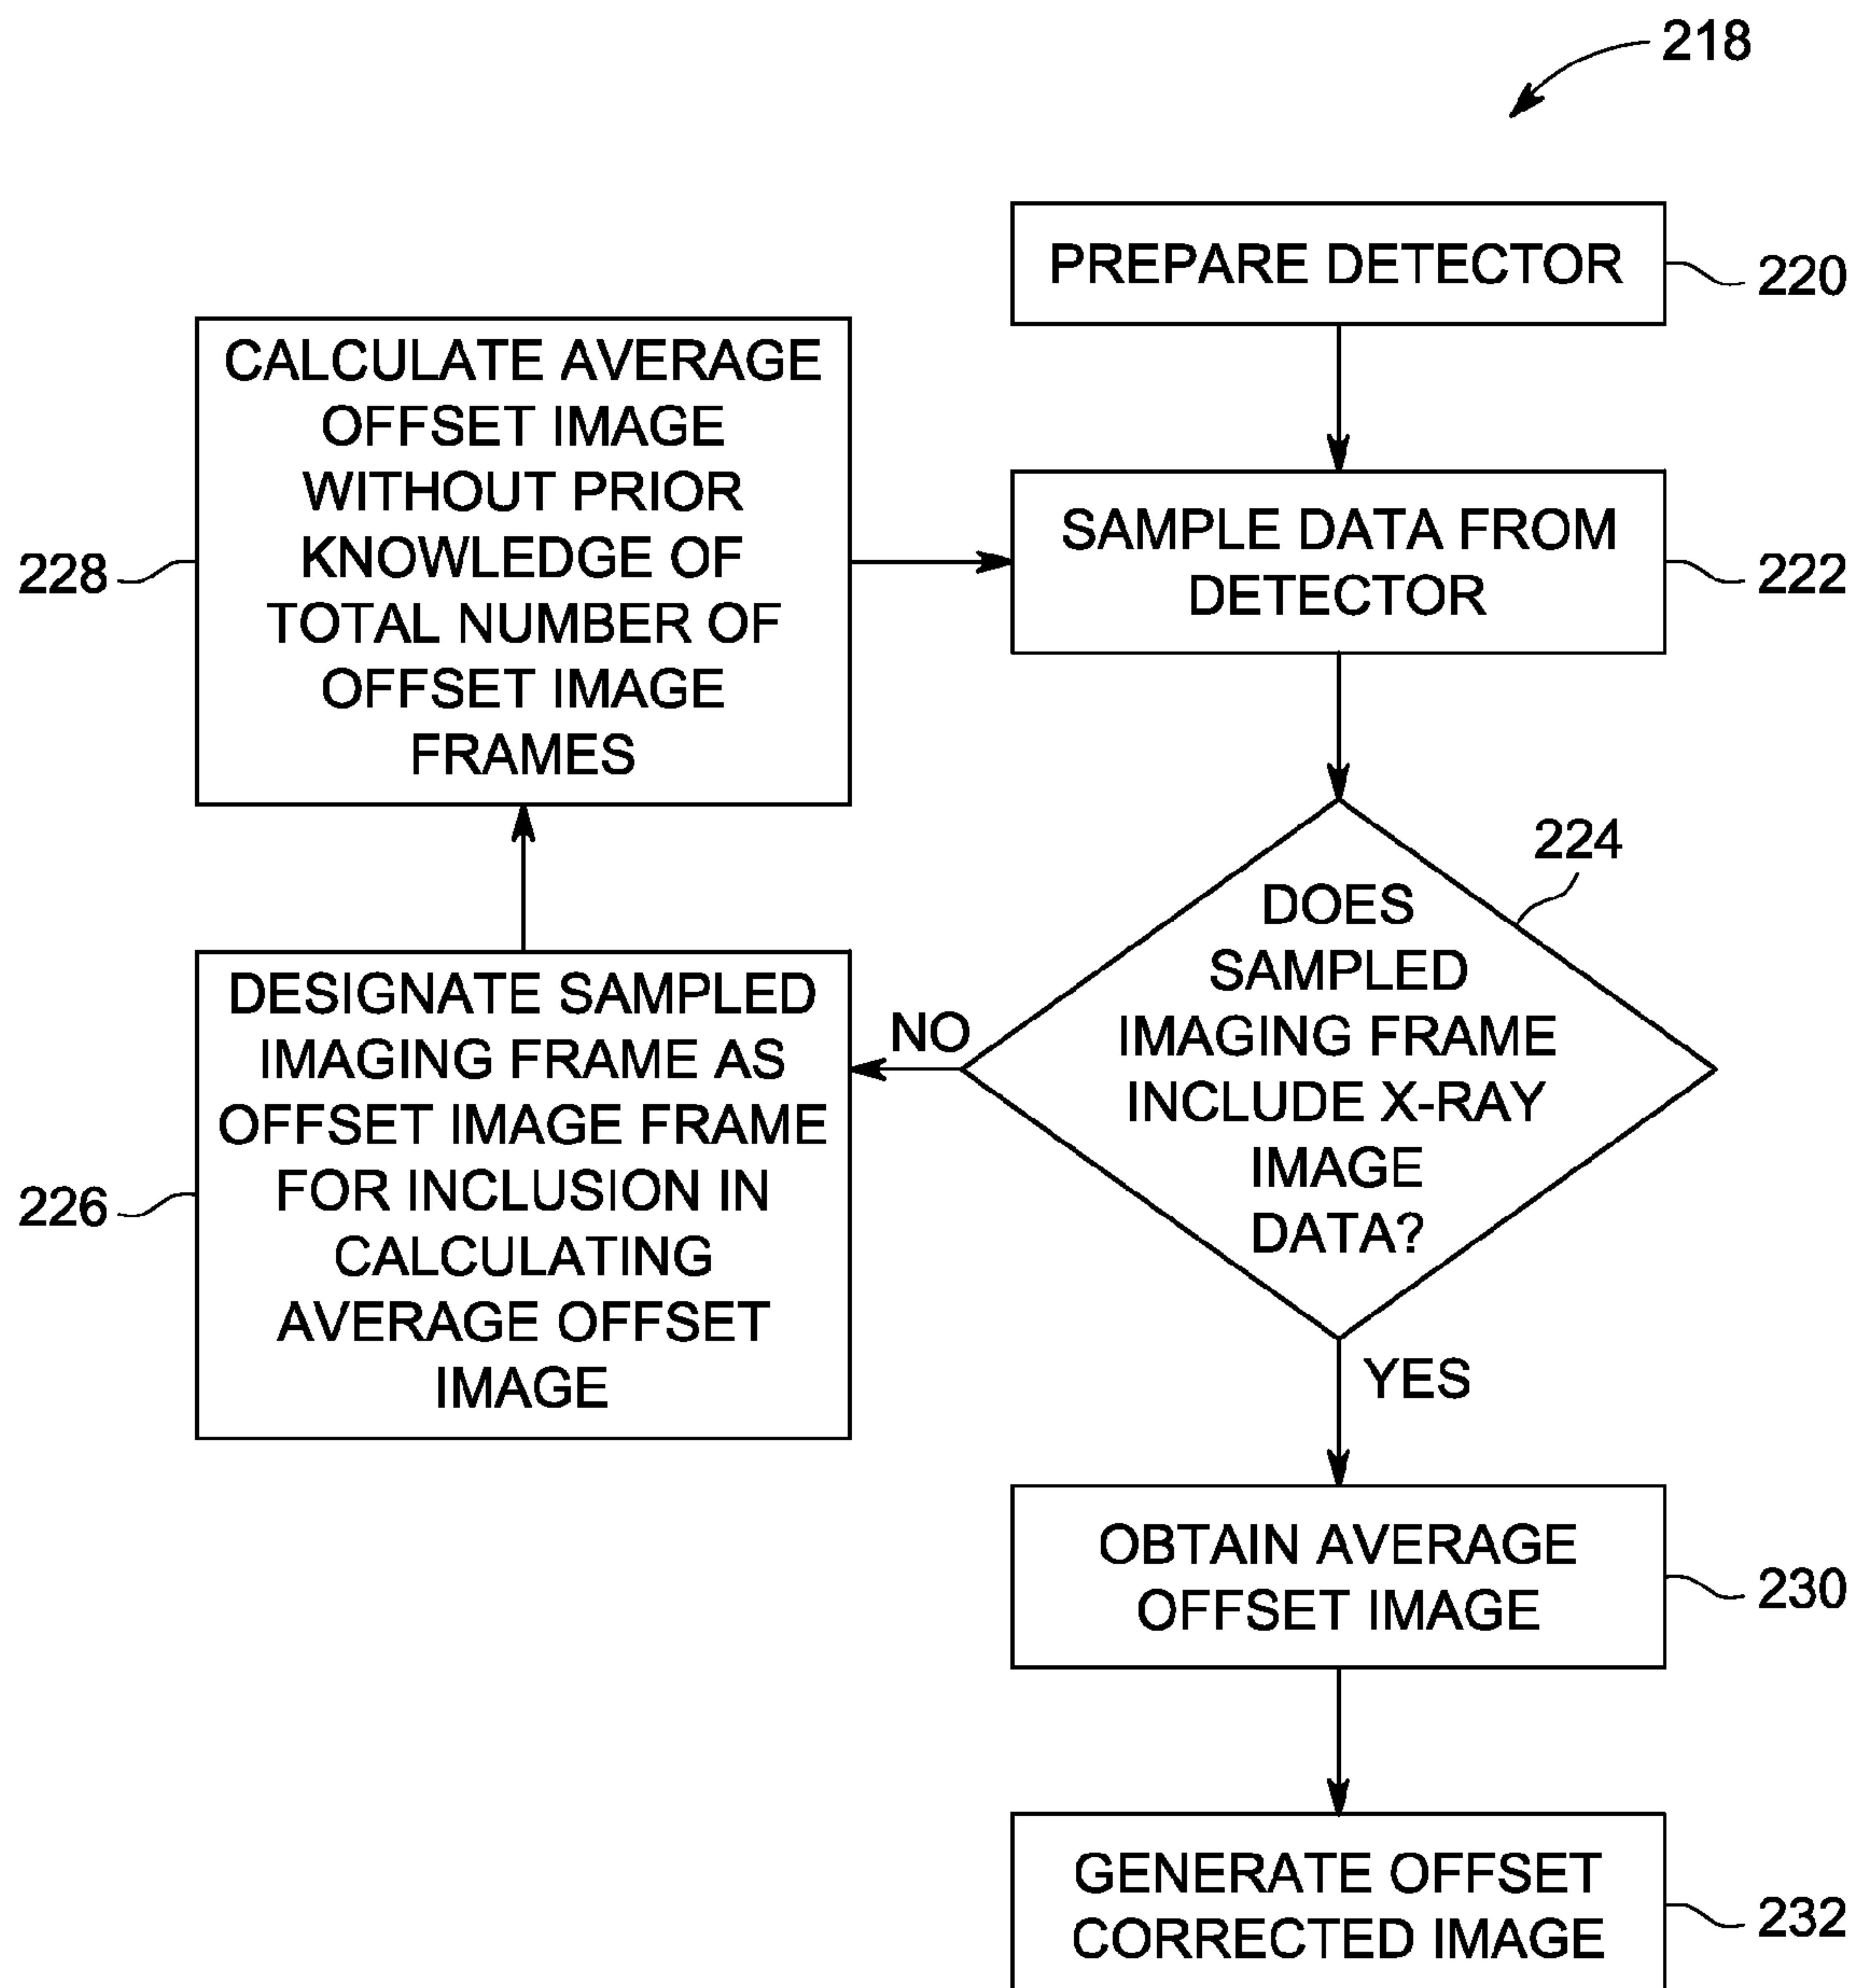 218
PREPARE DETECTOR
220
CALCULATE AVERAGE
OFFSET IMAGE
WITHOUT PRIOR
KNOWLEDGE OF
TOTAL NUMBER OF
OFFSET IMAGE
FRAMES
228
SAMPLE DATA FROM
DETECTOR
222
224
DOES
SAMPLED
IMAGING FRAME
INCLUDE X-RAY
IMAGE
DATA?
NO
DESIGNATE SAMPLED
IMAGING FRAME AS
OFFSET IMAGE FRAME
FOR INCLUSION IN
CALCULATING
AVERAGE OFFSET
IMAGE
226
YES
OBTAIN AVERAGE
OFFSET IMAGE
230
GENERATE OFFSET
CORRECTED IMAGE
232